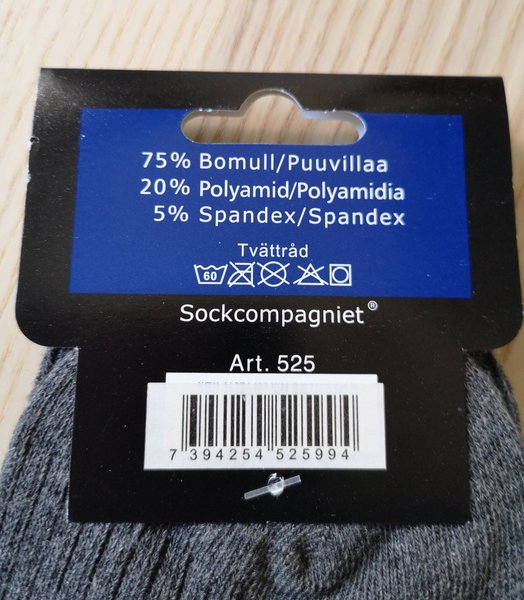 75% Bomull/Puuvillaa
20% Polyamid/Polyamidia
5% Spandex/Spandex
Tvättråd
60
Sockcompagniet®
Art. 525
7 394254 525994